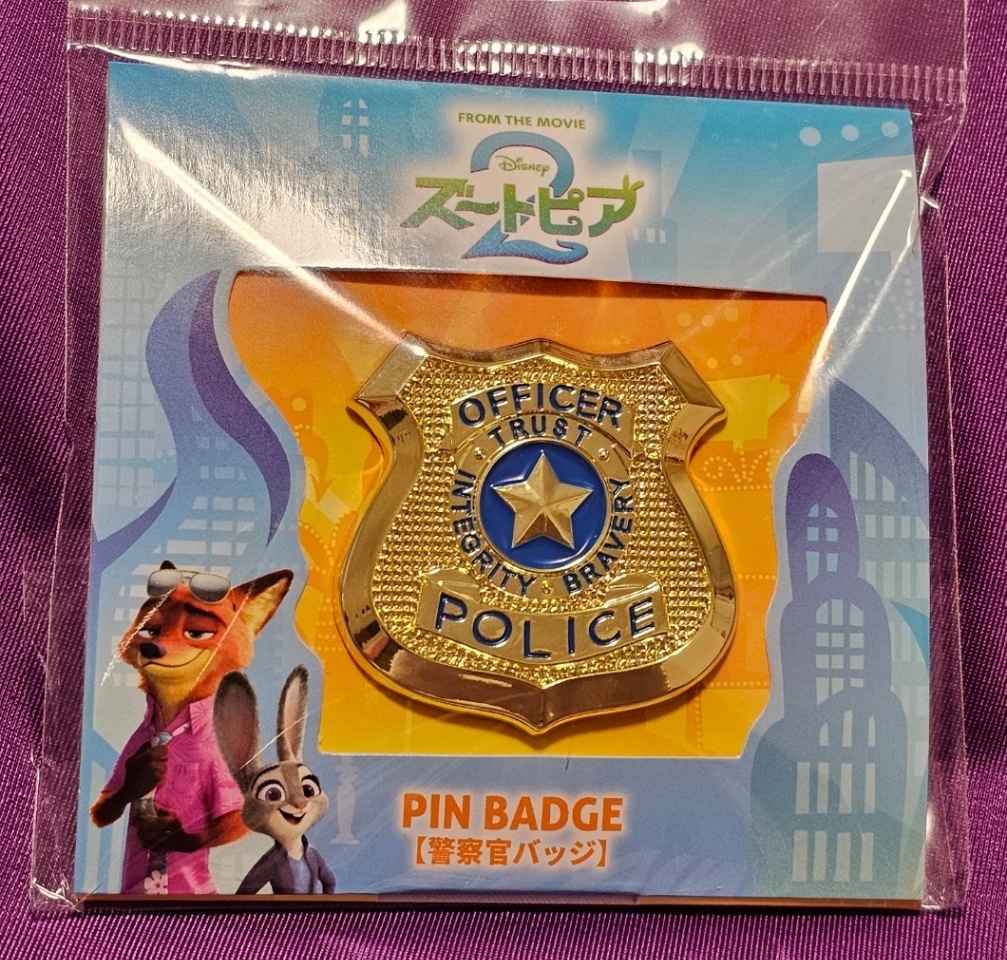 FROM THE MOVIE
Disney
ズートピア
2
OFFICER
TRUST
INTEGRITY · BRAVERY
POLICE
PIN BADGE
【警察官バッジ】